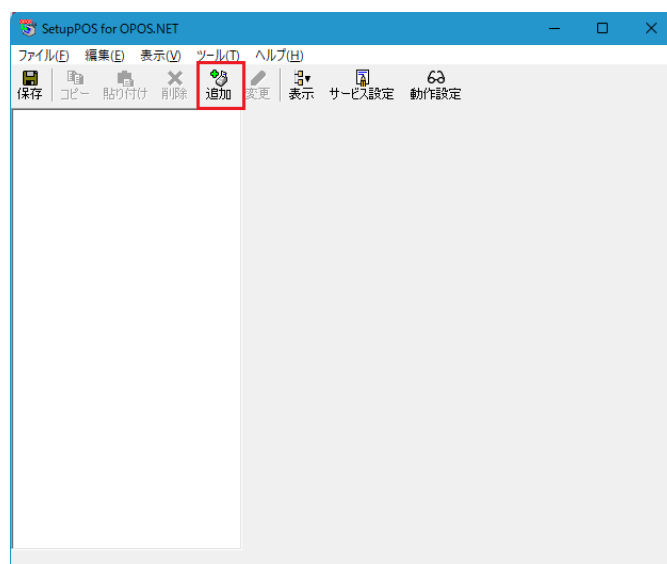 SetupPOS for OPOS.NET
ファイル(F) 編集(E) 表示(V) ツール(T) ヘルプ(H)
保存 コピー 貼り付け 削除 追加 変更 表示 サービス設定 動作設定